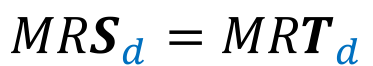 MRS_d = MRT_d